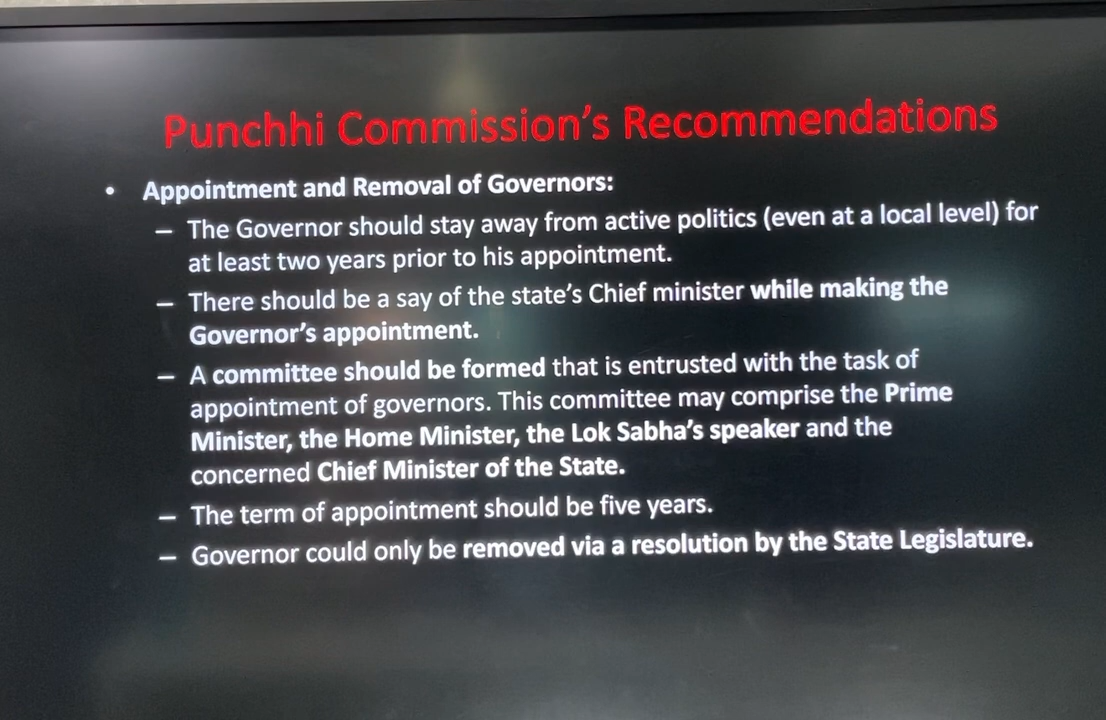 Punchhi Commission's Recommendations
• Appointment and Removal of Governors:
– The Governor should stay away from active politics (even at a local level) for
at least two years prior to his appointment.
– There should be a say of the state's Chief minister while making the
Governor's appointment.
– A committee should be formed that is entrusted with the task of
appointment of governors. This committee may comprise the Prime
Minister, the Home Minister, the Lok Sabha's speaker and the
concerned Chief Minister of the State.
– The term of appointment should be five years.
– Governor could only be removed via a resolution by the State Legislature.